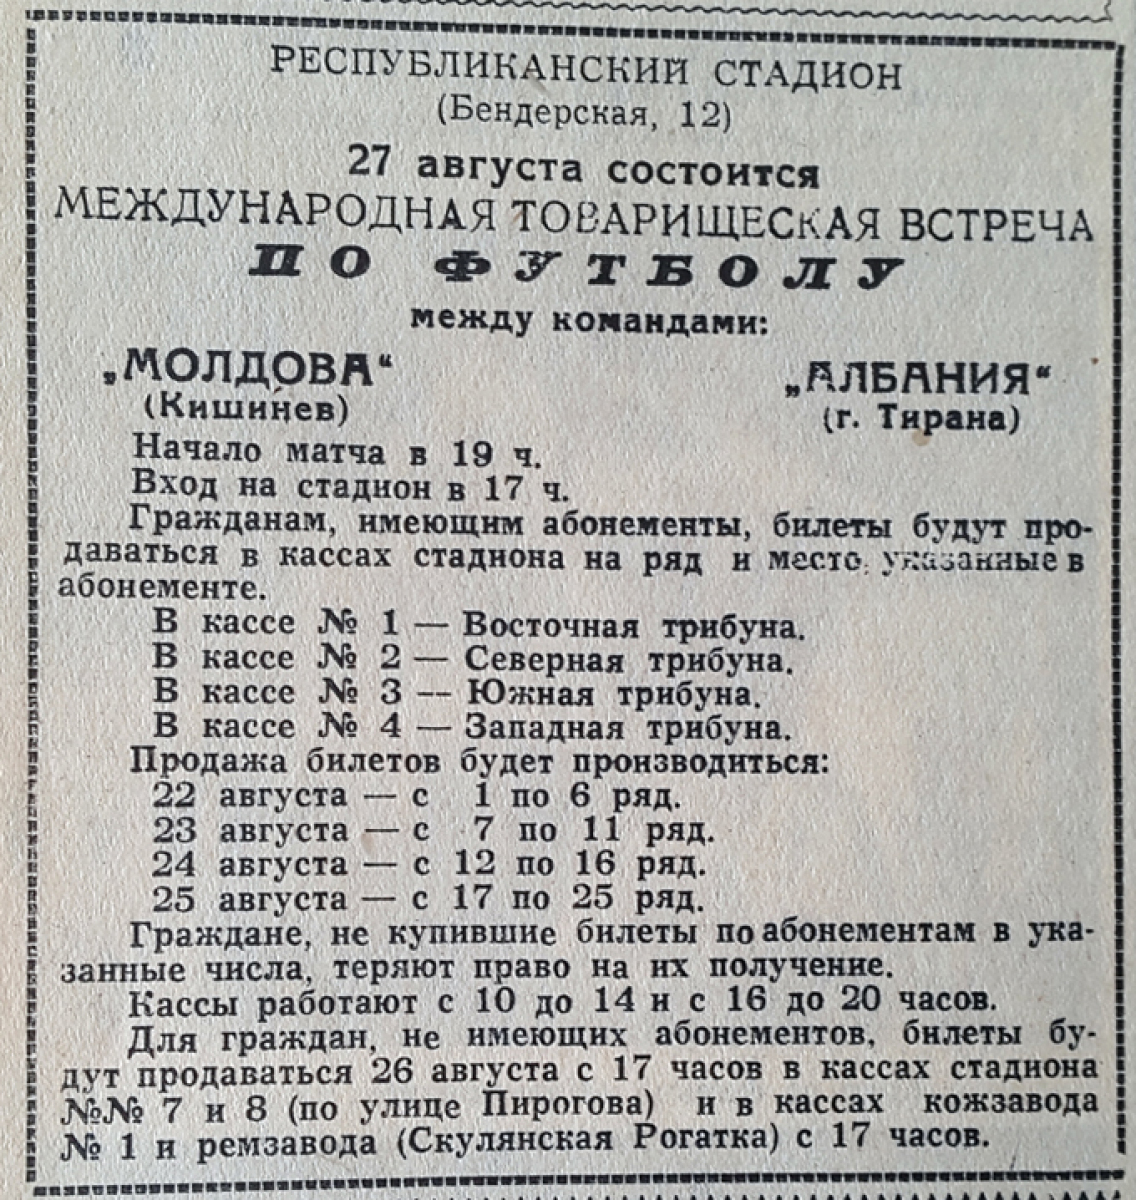 РЕСПУБЛИКАНСКИЙ СТАДИОН
(Бендерская, 12)
27 августа состоится
МЕЖДУНАРОДНАЯ ТОВАРИЩЕСКАЯ ВСТРЕЧА
ПО ФУТБОЛУ
между командами:
„МОЛДОВА“ „АЛБАНИЯ“
(Кишинев) (г. Тирана)
Начало матча в 19 ч.
Вход на стадион в 17 ч.
Гражданам, имеющим абонементы, билеты будут про-
даваться в кассах стадиона на ряд и место, указанные в
абонементе.
В кассе № 1 — Восточная трибуна.
В кассе № 2 — Северная трибуна.
В кассе № 3 — Южная трибуна.
В кассе № 4 — Западная трибуна.
Продажа билетов будет производиться:
22 августа — с 1 по 6 ряд.
23 августа — с 7 по 11 ряд.
24 августа — с 12 по 16 ряд.
25 августа — с 17 по 25 ряд.
Граждане, не купившие билеты по абонементам в ука-
занные числа, теряют право на их получение.
Кассы работают с 10 до 14 и с 16 до 20 часов.
Для граждан, не имеющих абонементов, билеты бу-
дут продаваться 26 августа с 17 часов в кассах стадиона
№№ 7 и 8 (по улице Пирогова) и в кассах кожзавода
№ 1 и ремзавода (Скулянская Рогатка) с 17 часов.